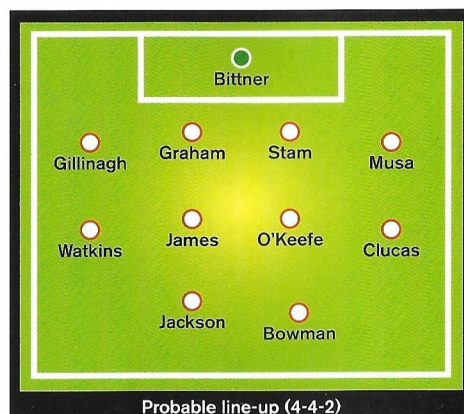 Bittner
Gillinagh Graham Stam Musa
Watkins James O'Keefe Clucas
Jackson Bowman
Probable line-up (4-4-2)